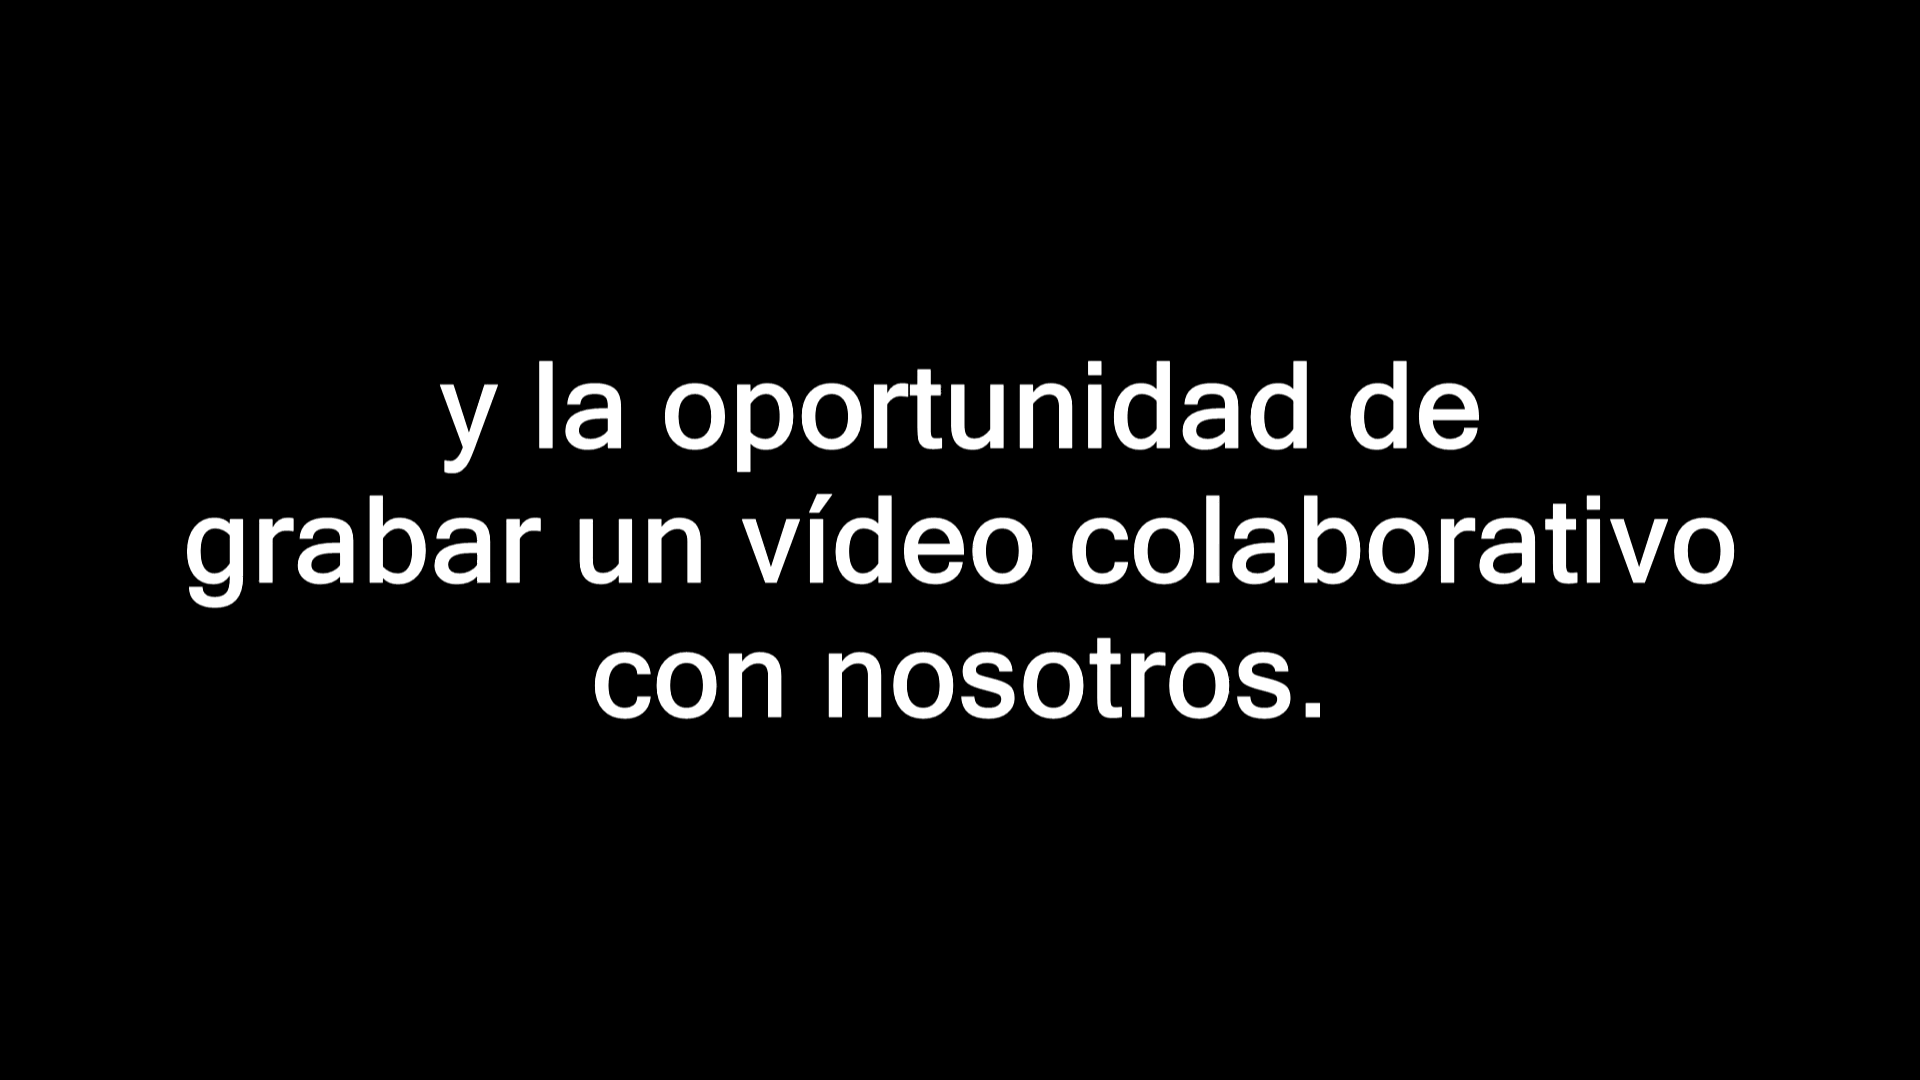 y la oportunidad de
grabar un vídeo colaborativo
con nosotros.